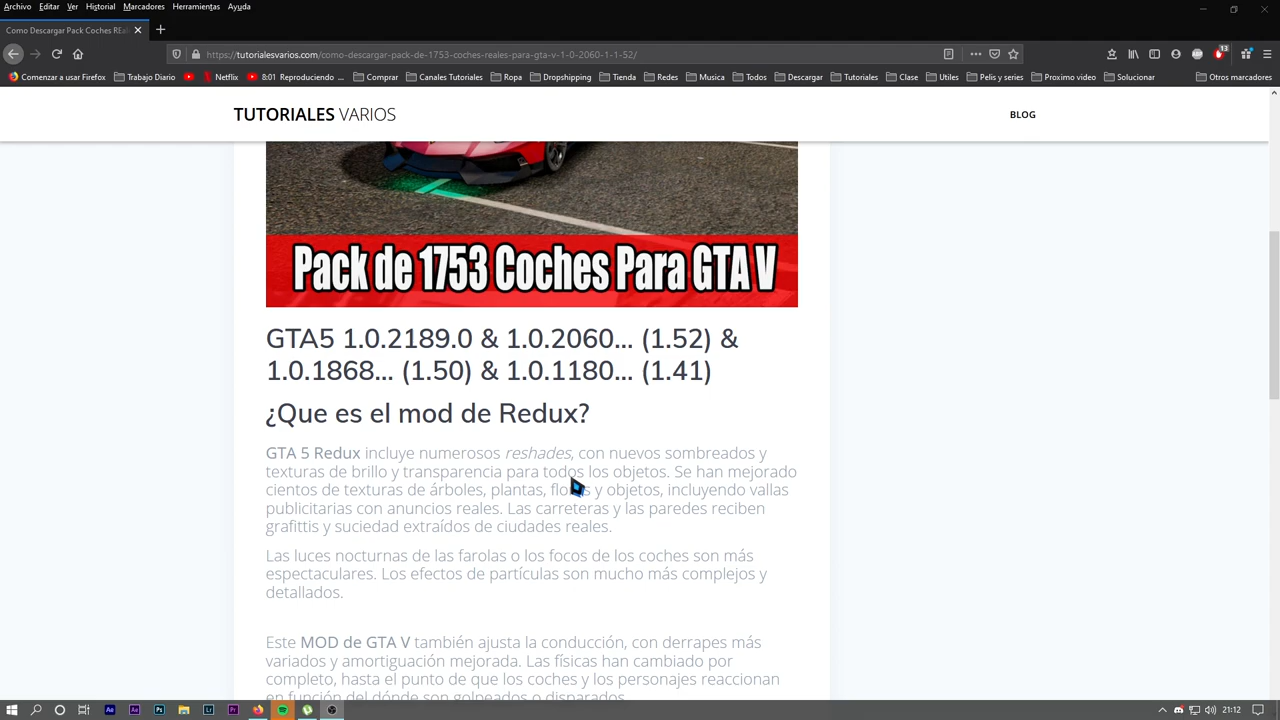 Archivo Editar Ver Historial Marcadores Herramientas Ayuda
Como Descargar Pack Coches REal
https://tutorialesvarios.com/como-descargar-pack-de-1753-coches-reales-para-gta-v-1-0-2060-1-1-52/
13
Comenzar a usar Firefox Trabajo Diario Netflix 8:01 Reproduciendo ... Comprar Canales Tutoriales Ropa Dropshipping Tienda Redes Musica Todos Descargar Tutoriales Clase Utiles Pelis y series Proximo video Solucionar Otros marcadores
TUTORIALES VARIOS
BLOG
Pack de 1753 Coches Para GTA V
GTA5 1.0.2189.0 & 1.0.2060... (1.52) &
1.0.1868... (1.50) & 1.0.1180... (1.41)
¿Que es el mod de Redux?
GTA 5 Redux incluye numerosos reshades, con nuevos sombreados y
texturas de brillo y transparencia para todos los objetos. Se han mejorado
cientos de texturas de árboles, plantas, flores y objetos, incluyendo vallas
publicitarias con anuncios reales. Las carreteras y las paredes reciben
grafittis y suciedad extraídos de ciudades reales.
Las luces nocturnas de las farolas o los focos de los coches son más
espectaculares. Los efectos de partículas son mucho más complejos y
detallados.
Este MOD de GTA V también ajusta la conducción, con derrapes más
variados y amortiguación mejorada. Las físicas han cambiado por
completo, hasta el punto de que los coches y los personajes reaccionan
en función del dónde son golpeados o disparados.
Ae Ae Ps Lr Pr
21:12